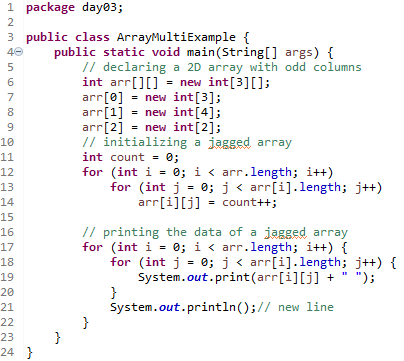 1 package day03;
2
3 public class ArrayMultiExample {
4 public static void main(String[] args) {
5 // declaring a 2D array with odd columns
6 int arr[][] = new int[3][];
7 arr[0] = new int[3];
8 arr[1] = new int[4];
9 arr[2] = new int[2];
10 // initializing a jagged array
11 int count = 0;
12 for (int i = 0; i < arr.length; i++)
13 for (int j = 0; j < arr[i].length; j++)
14 arr[i][j] = count++;
15
16 // printing the data of a jagged array
17 for (int i = 0; i < arr.length; i++) {
18 for (int j = 0; j < arr[i].length; j++) {
19 System.out.print(arr[i][j] + " ");
20 }
21 System.out.println();// new line
22 }
23 }
24 }